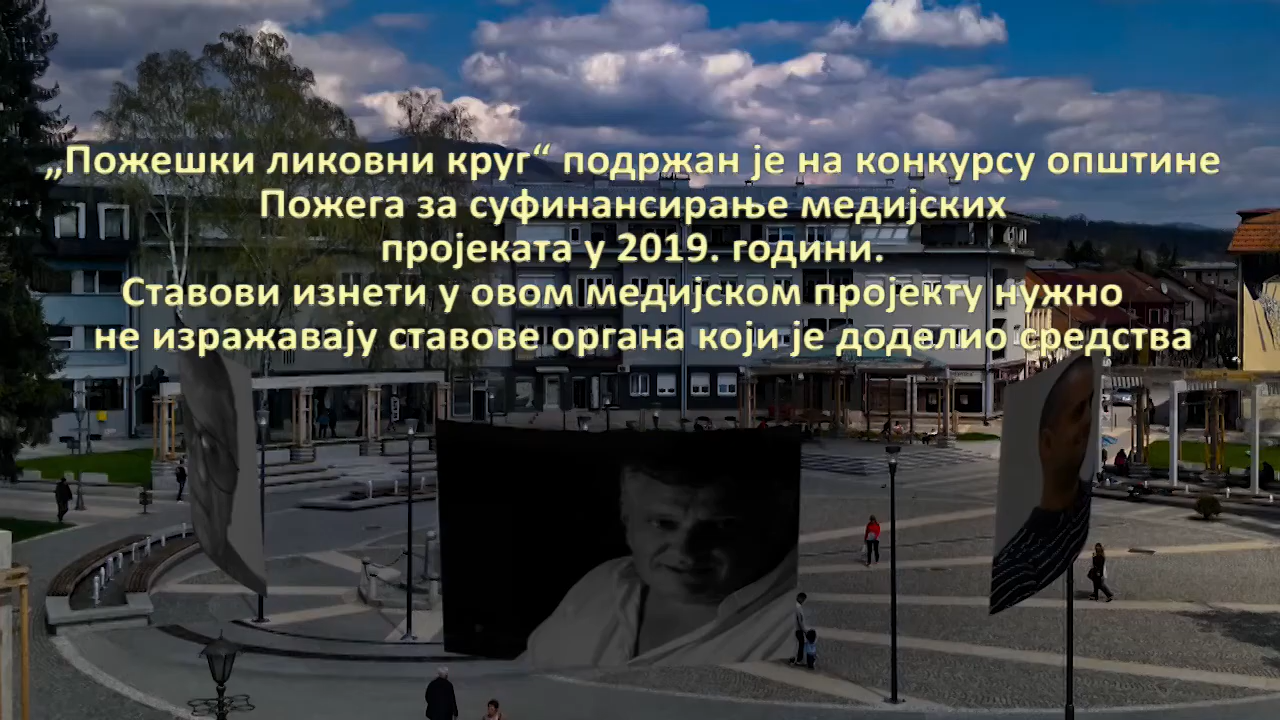 „Пожешки ликовни круг“ подржан је на конкурсу општине
Пожега за суфинансирање медијских
пројеката у 2019. години.
Ставови изнети у овом медијском пројекту нужно
не изражавају ставове органа који је доделио средства